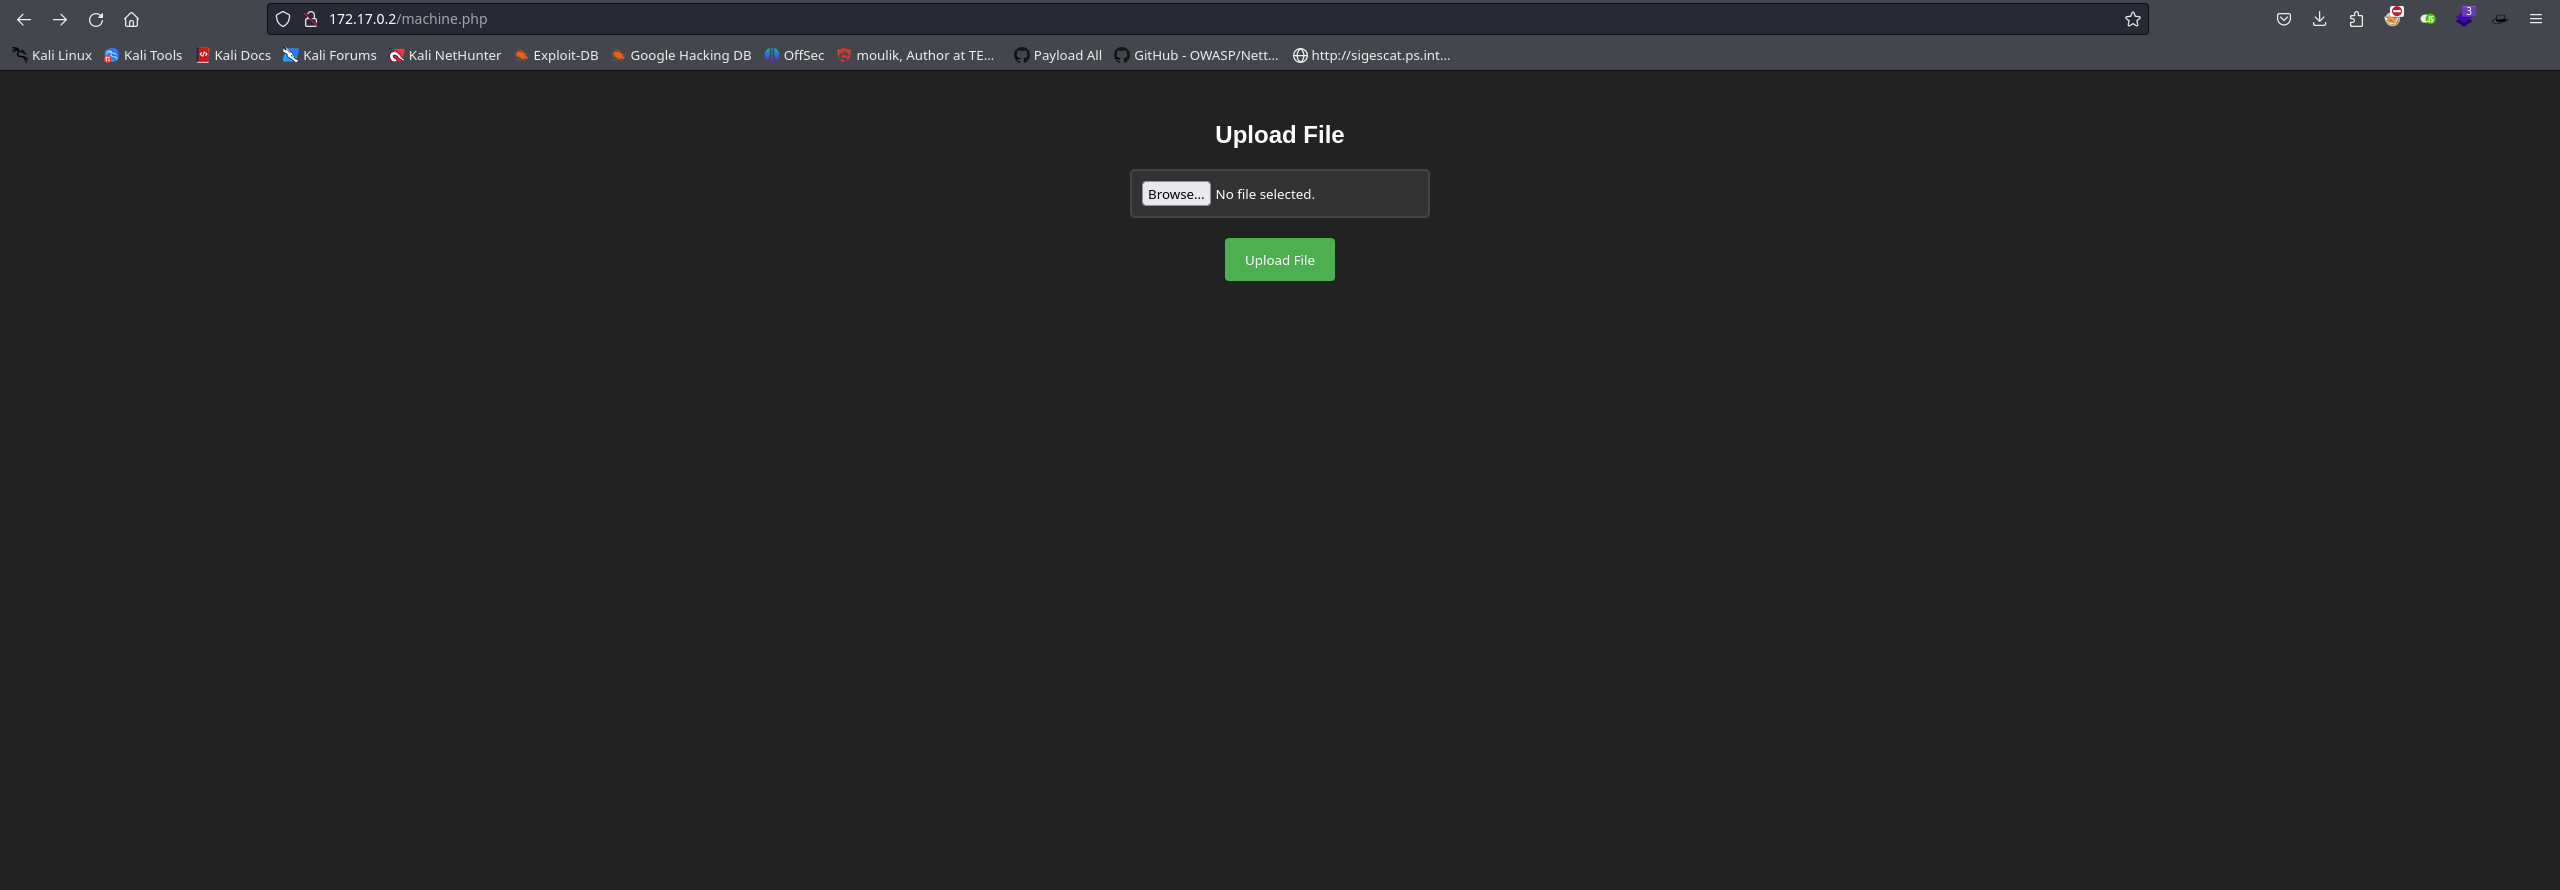 172.17.0.2/machine.php
3
Kali Linux Kali Tools Kali Docs Kali Forums Kali NetHunter Exploit-DB Google Hacking DB OffSec moulik, Author at TE... Payload All GitHub - OWASP/Nett... http://sigescat.ps.int...
Upload File
Browse... No file selected.
Upload File